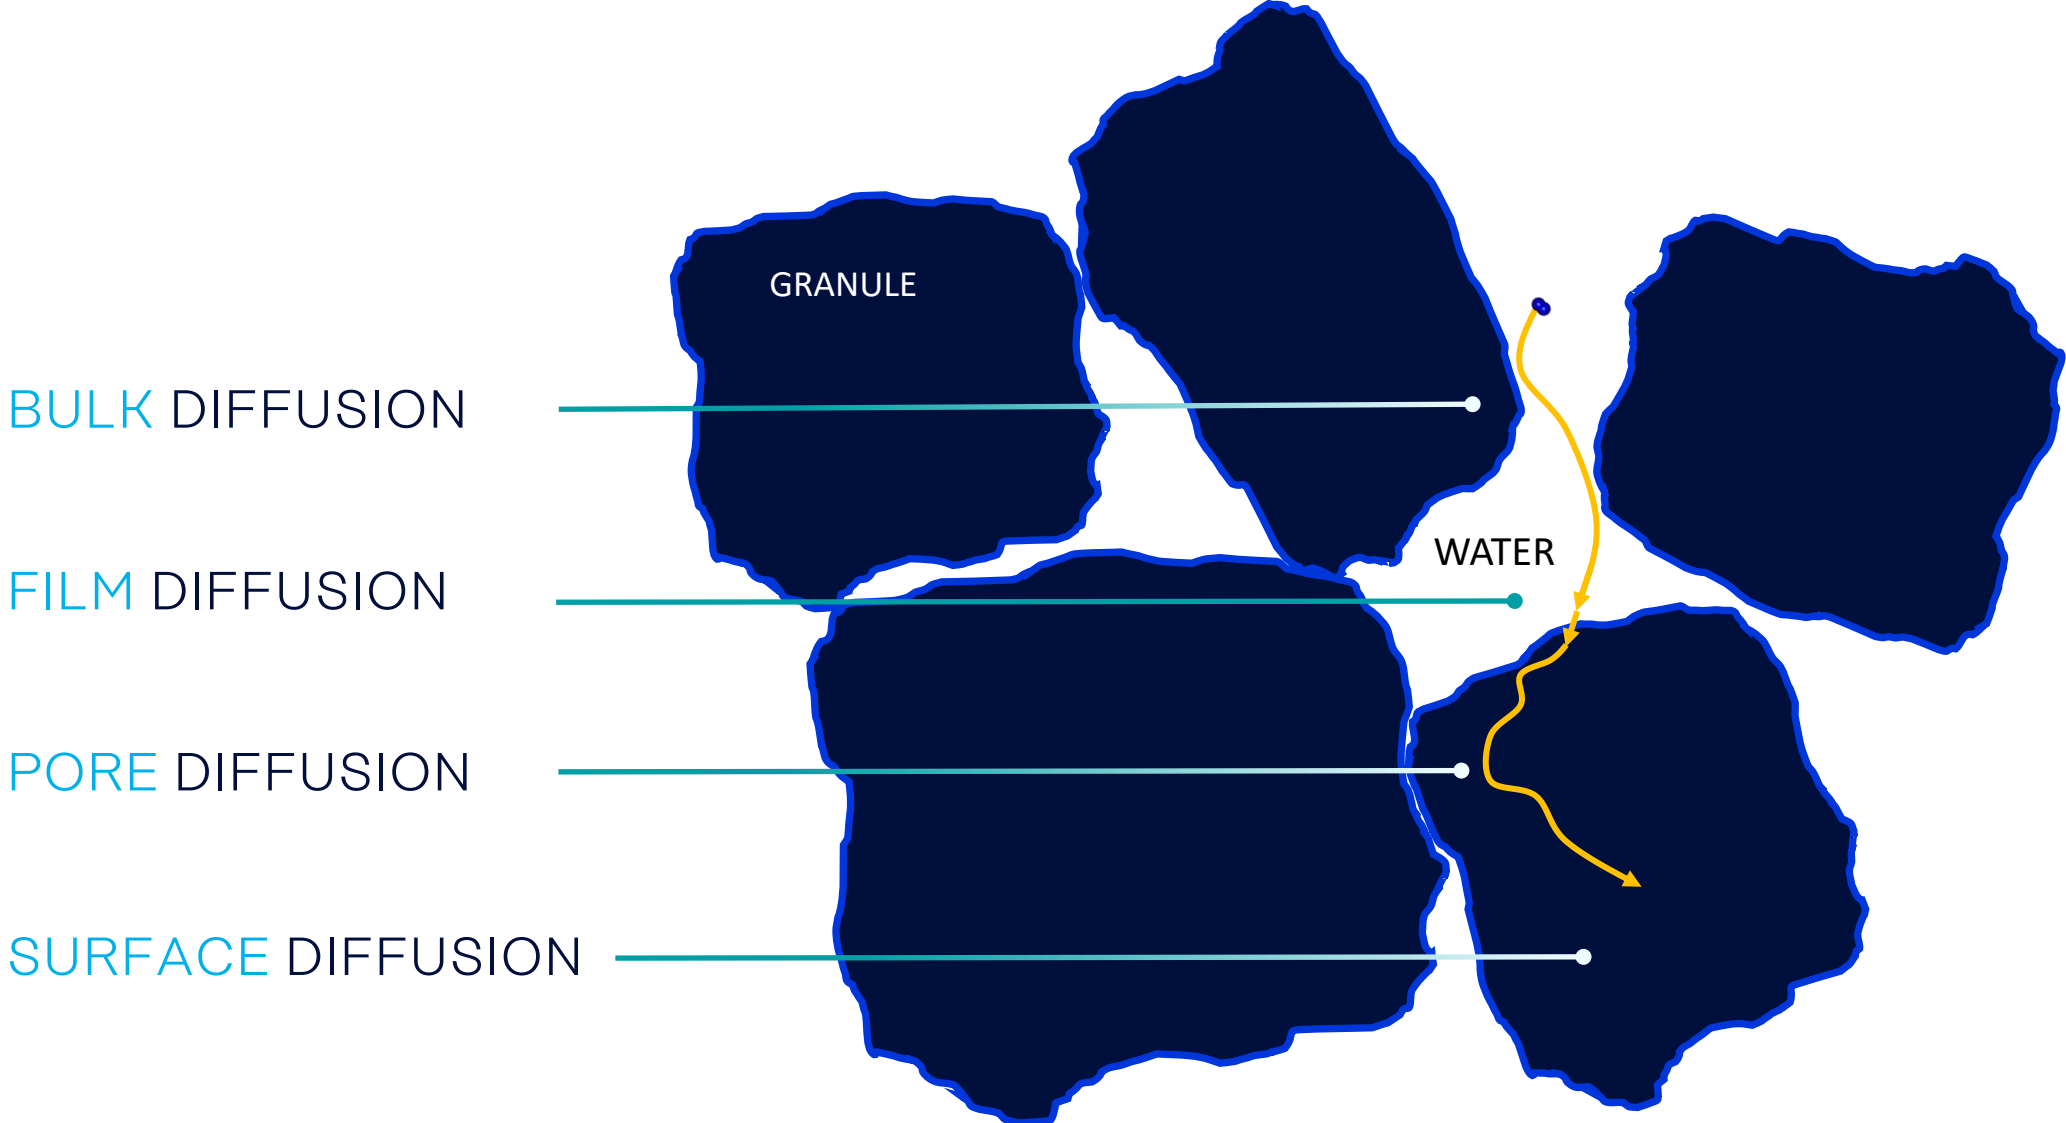 GRANULE
BULK DIFFUSION
WATER
FILM DIFFUSION
PORE DIFFUSION
SURFACE DIFFUSION